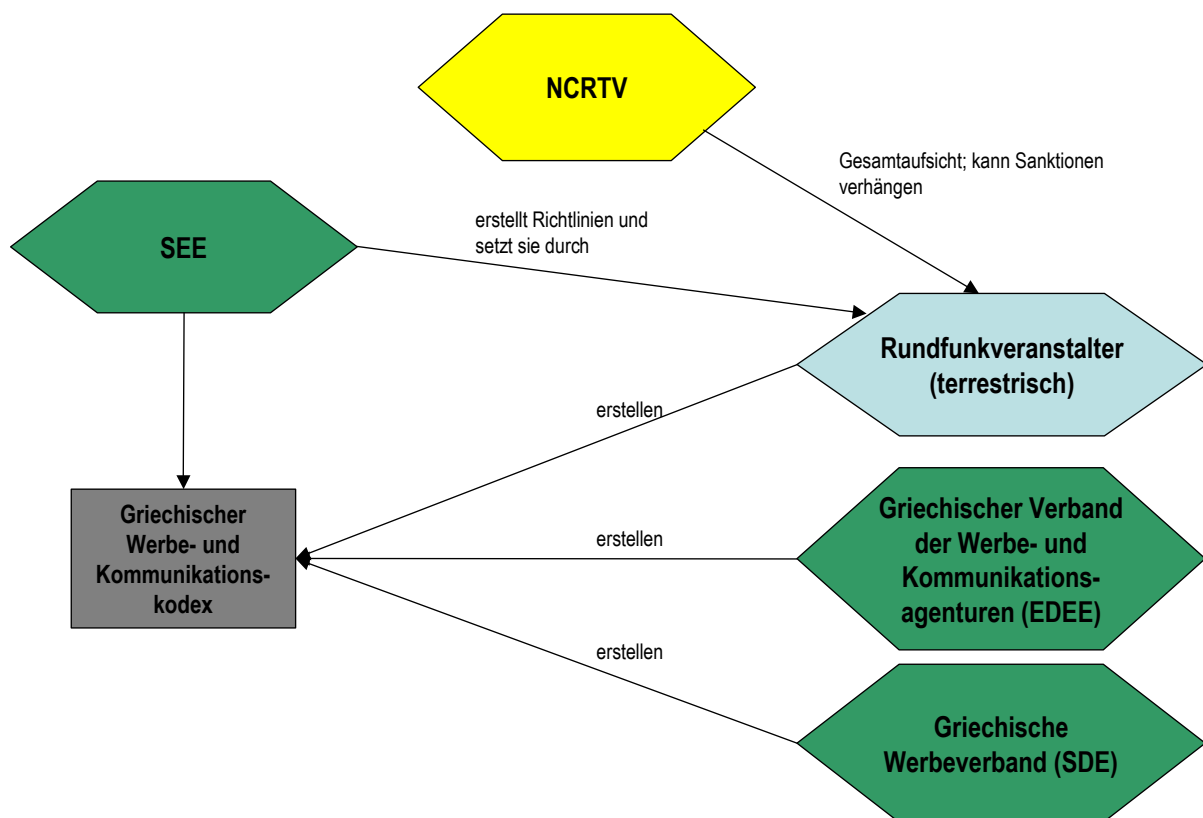 NCRTV
Gesamtaufsicht; kann Sanktionen
verhängen
SEE
erstellt Richtlinien und
setzt sie durch
Rundfunkveranstalter
(terrestrisch)
erstellen
Griechischer
Werbe- und
Kommunikations-
kodex
erstellen
Griechischer Verband
der Werbe- und
Kommunikations-
agenturen (EDEE)
erstellen
Griechische
Werbeverband (SDE)